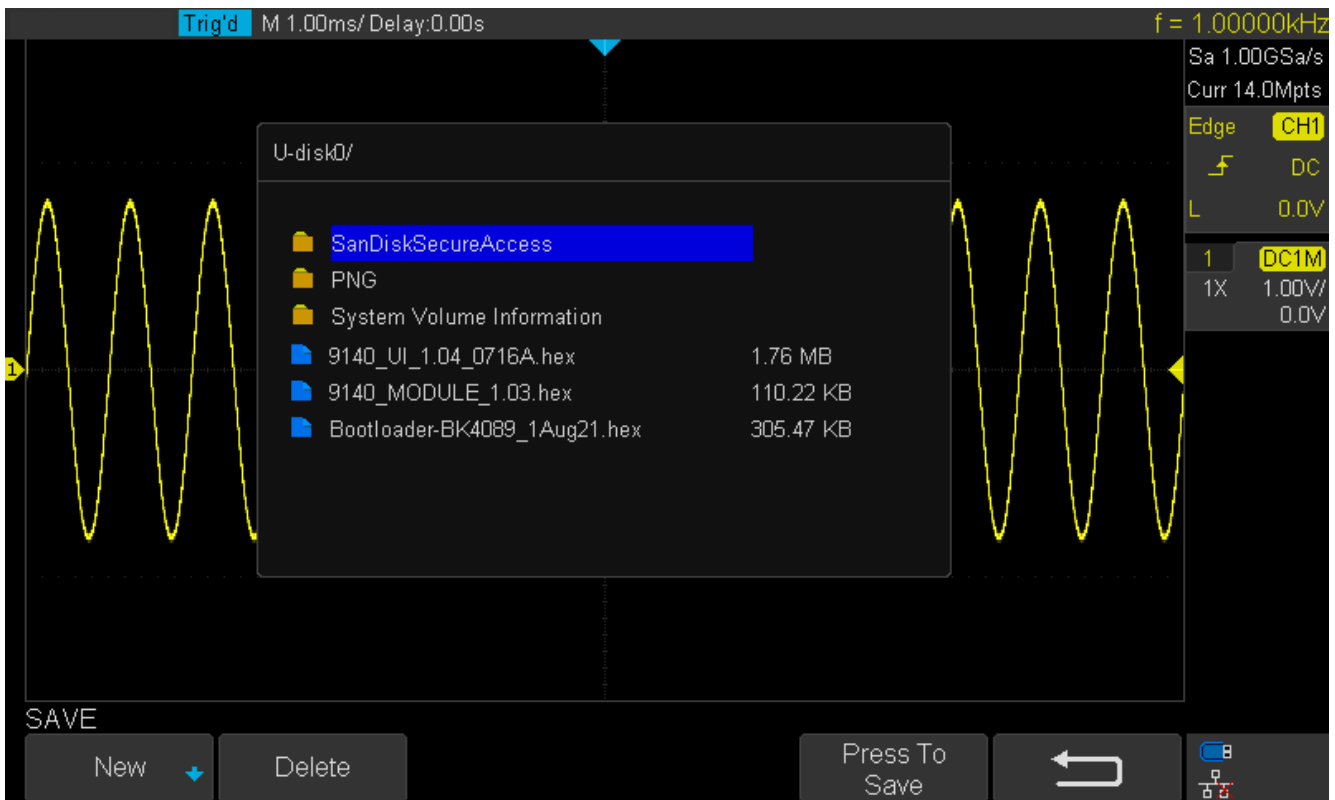 Trig'd M 1.00ms/ Delay:0.00s f = 1.00000kHz
Sa 1.00GSa/s
Curr 14.0Mpts
Edge CH1
DC
L 0.0V
1 DC1M
1X 1.00V/
0.0V
U-disk0/
SanDiskSecureAccess
PNG
System Volume Information
9140_UI_1.04_0716A.hex 1.76 MB
9140_MODULE_1.03.hex 110.22 KB
Bootloader-BK4089_1Aug21.hex 305.47 KB
1
SAVE
New Delete Press To
Save